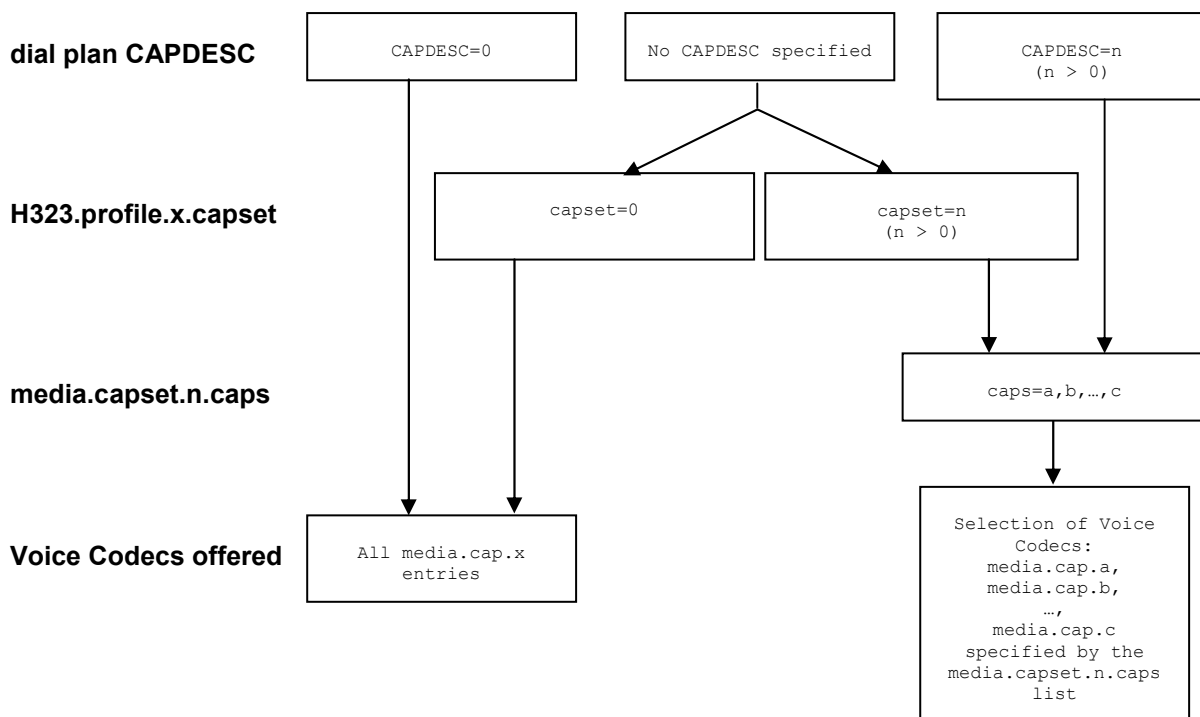 dial plan CAPDESC
CAPDESC=0
No CAPDESC specified
CAPDESC=n
(n > 0)
H323.profile.x.capset
capset=0
capset=n
(n > 0)
media.capset.n.caps
caps=a,b,…,c
Voice Codecs offered
All media.cap.x
entries
Selection of Voice
Codecs:
media.cap.a,
media.cap.b,
…,
media.cap.c
specified by the
media.capset.n.caps
list